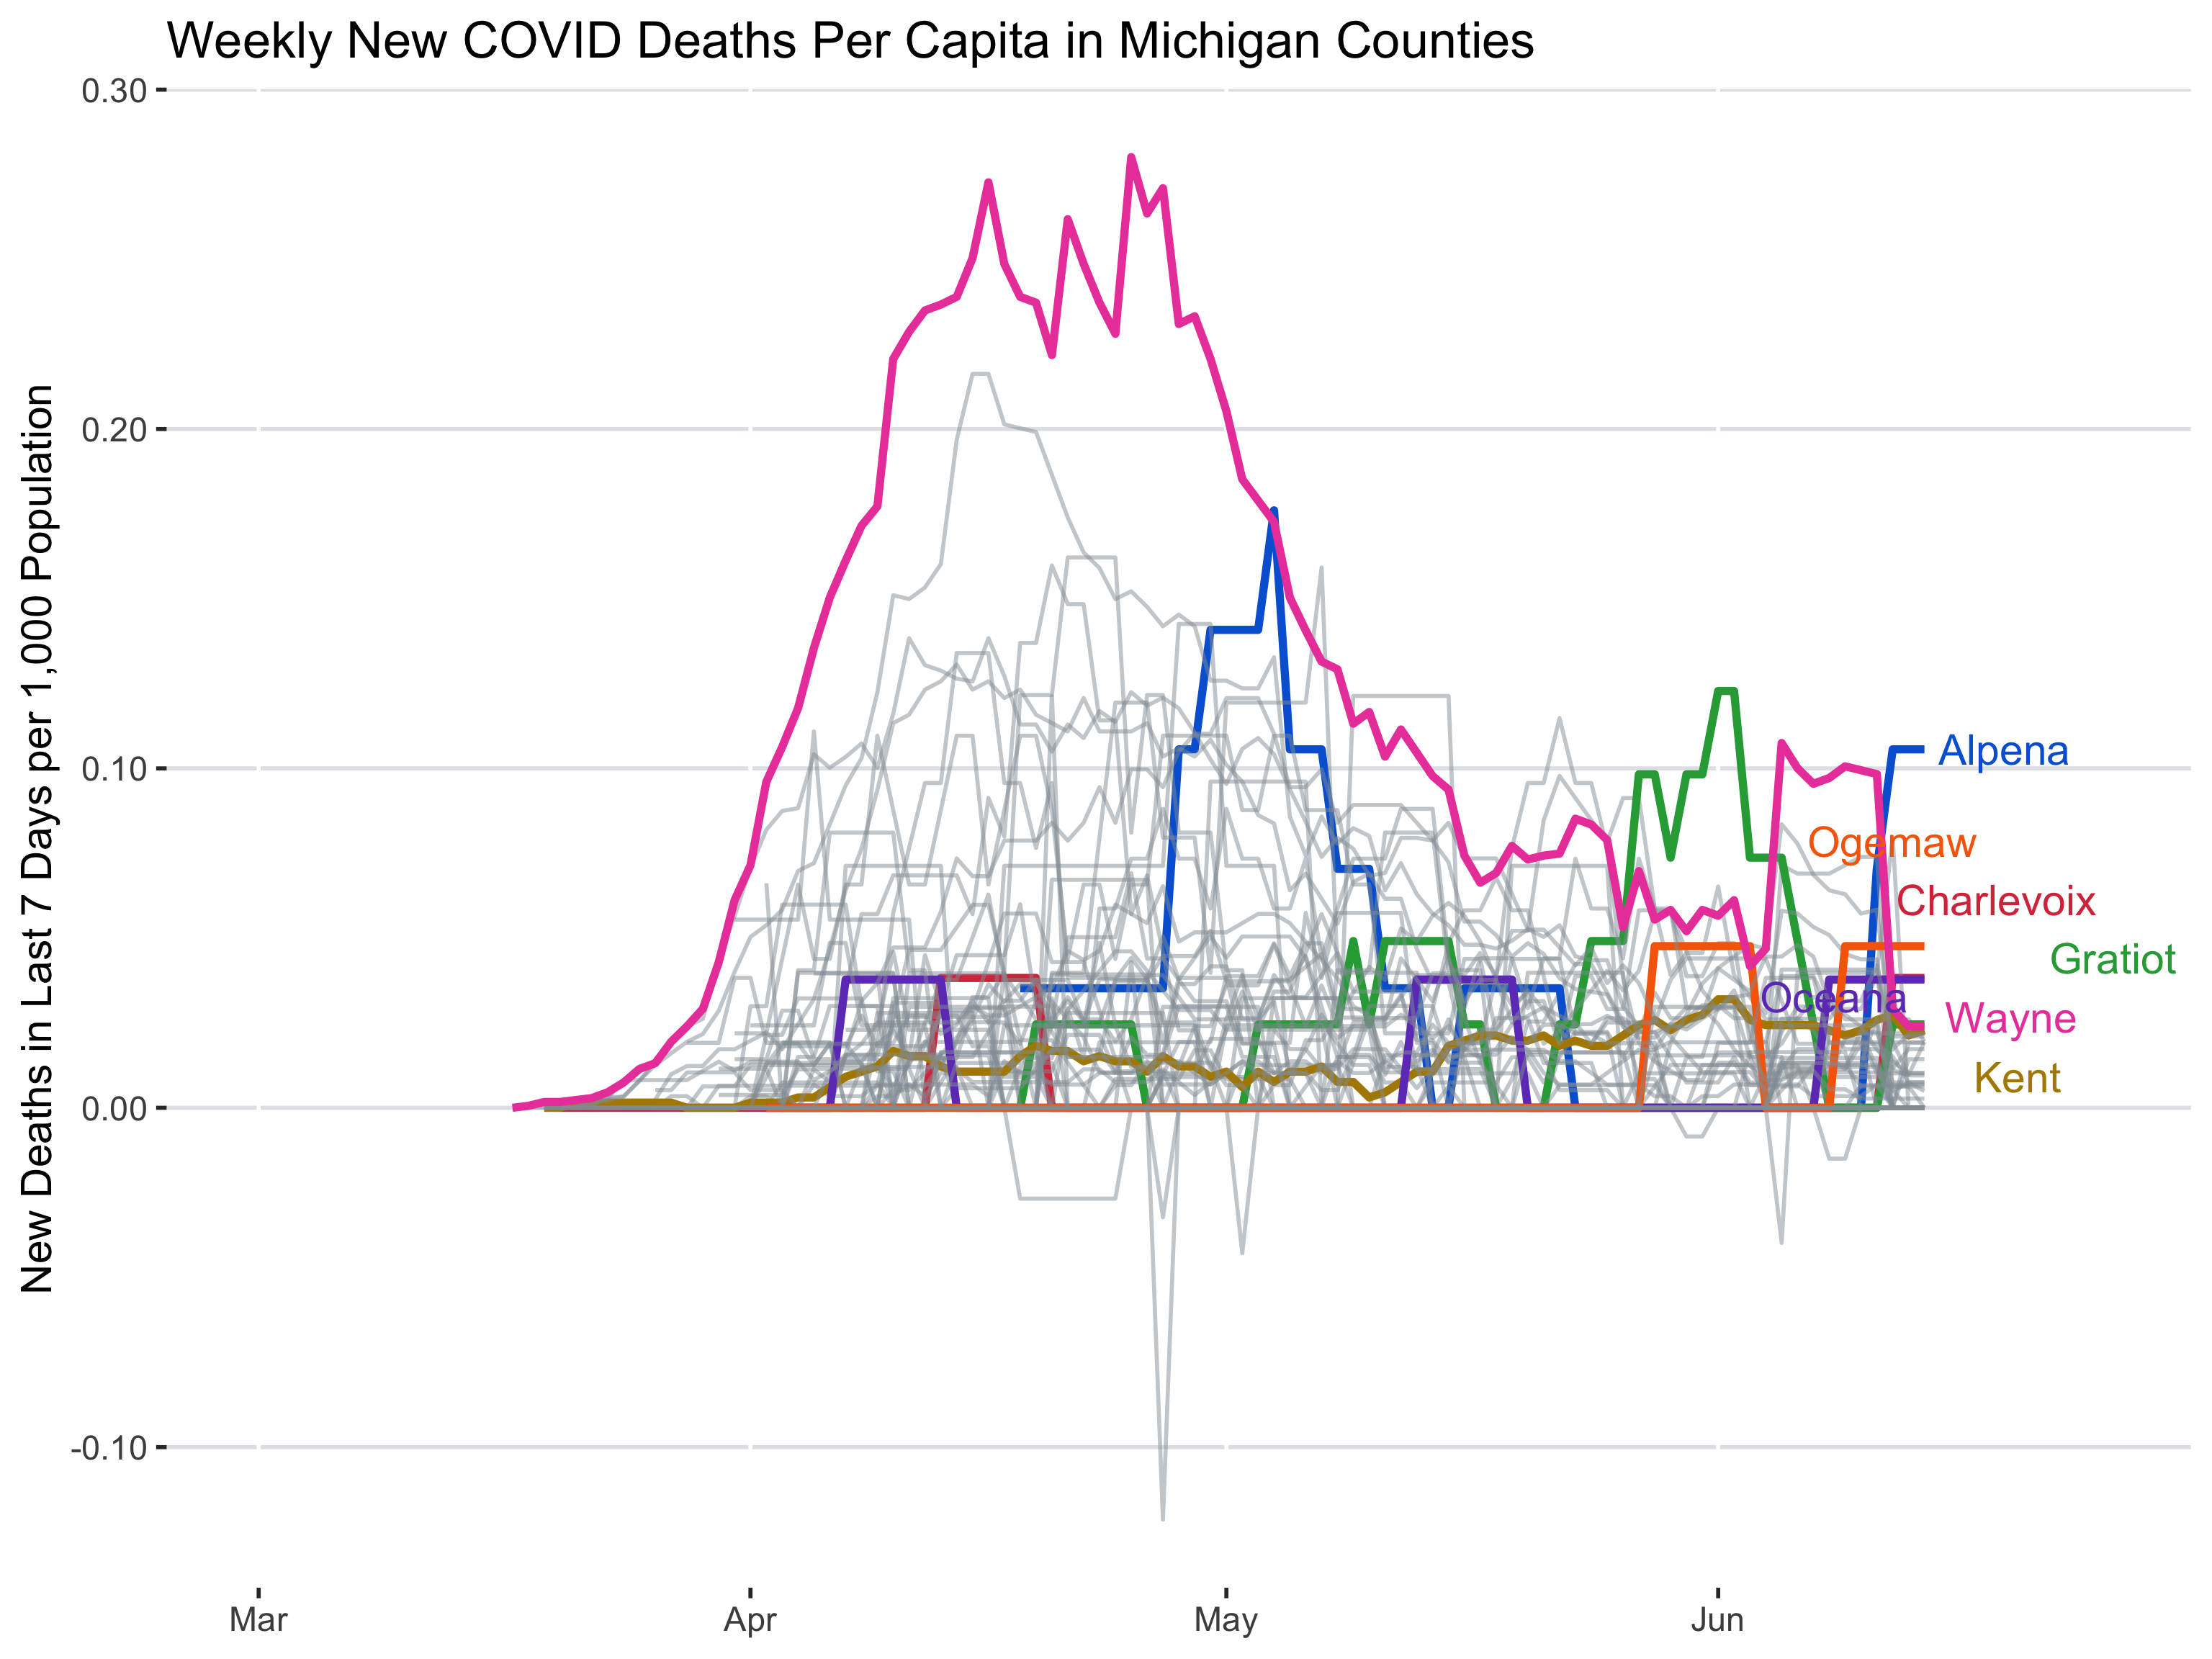 Weekly New COVID Deaths Per Capita in Michigan Counties
New Deaths in Last 7 Days per 1,000 Population
0.30
0.20
0.10
0.00
-0.10
Alpena
Ogemaw
Charlevoix
Gratiot
Oceana
Wayne
Kent
Mar
Apr
May
Jun